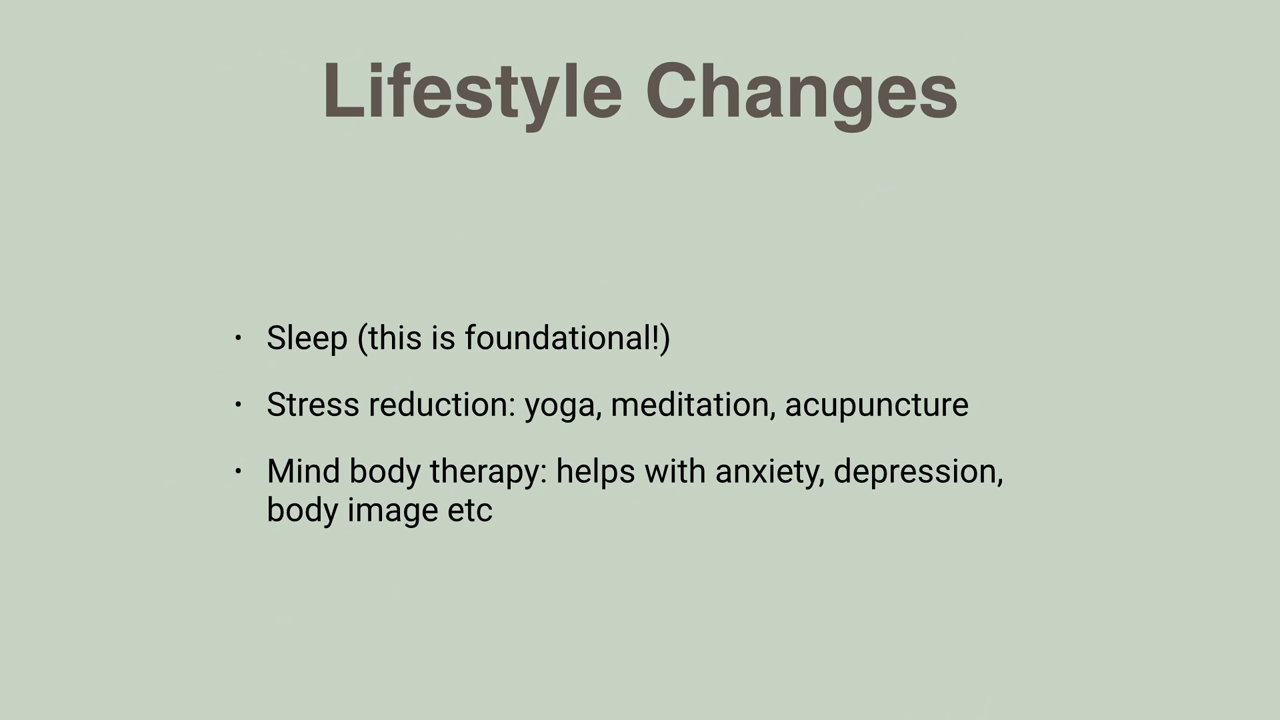 Lifestyle Changes
• Sleep (this is foundational!)
• Stress reduction: yoga, meditation, acupuncture
• Mind body therapy: helps with anxiety, depression,
body image etc